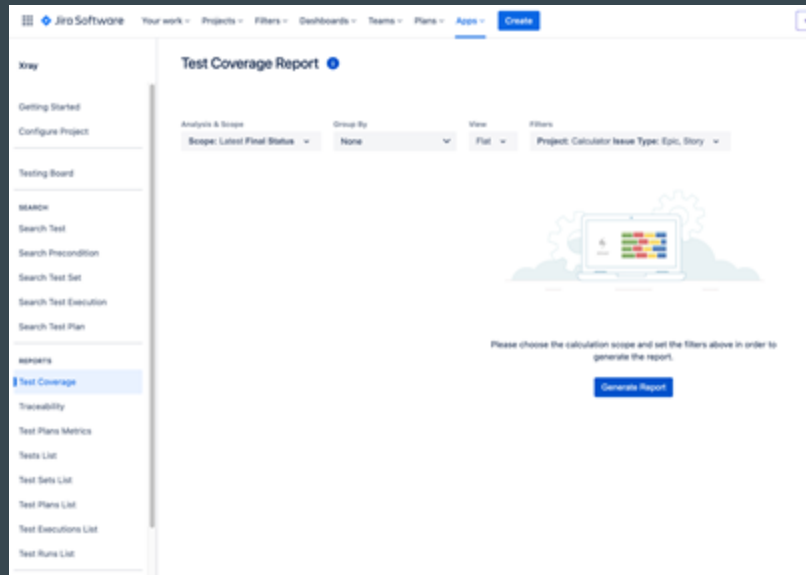 Jira Software Your work Projects Filters Dashboards Teams Plans Apps Create
Xray
Getting Started
Configure Project
Testing Board
SEARCH
Search Test
Search Precondition
Search Test Set
Search Test Execution
Search Test Plan
REPORTS
Test Coverage
Traceability
Test Plans Metrics
Tests List
Test Sets List
Test Plans List
Test Executions List
Test Runs List
Test Coverage Report
Analysis & Scope Group By View Filters
Scope: Latest Final Status None Flat Project: Calculator Issue Type: Epic, Story
Please choose the calculation scope and set the filters above in order to
generate the report.
Generate Report